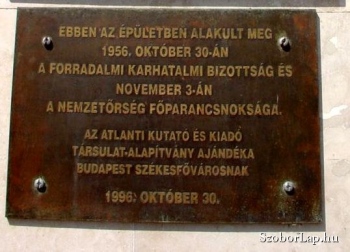 EBBEN AZ ÉPÜLETBEN ALAKULT MEG
1956. OKTÓBER 30-ÁN
A FORRADALMI KARHATALMI BIZOTTSÁG ÉS
NOVEMBER 3-ÁN
A NEMZETŐRSÉG FŐPARANCSNOKSÁGA.
AZ ATLANTI KUTATÓ ÉS KIADÓ
TÁRSULAT-ALAPÍTVÁNY AJÁNDÉKA
BUDAPEST SZÉKESFŐVÁROSNAK
1996. OKTÓBER 30.
SzoborLap.hu